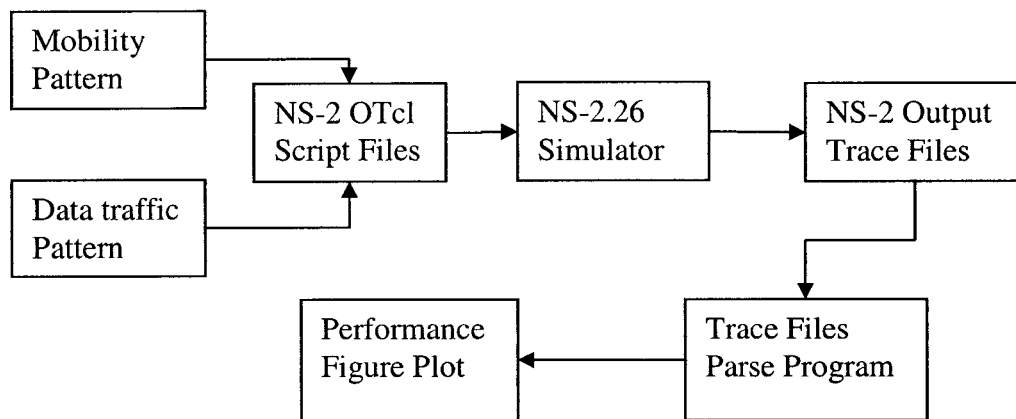 Mobility
Pattern
NS-2 OTcl
Script Files
NS-2.26
Simulator
NS-2 Output
Trace Files
Data traffic
Pattern
Performance
Figure Plot
Trace Files
Parse Program